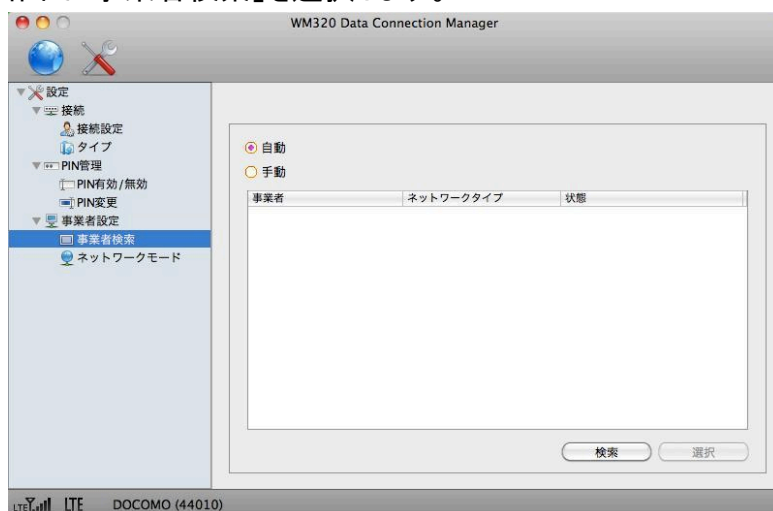 WM320 Data Connection Manager
設定
接続
接続設定
タイプ
PIN管理
PIN有効/無効
PIN変更
事業者設定
事業者検索
ネットワークモード
自動
手動
事業者 ネットワークタイプ 状態
検索 選択
LTE LTE DOCOMO (44010)